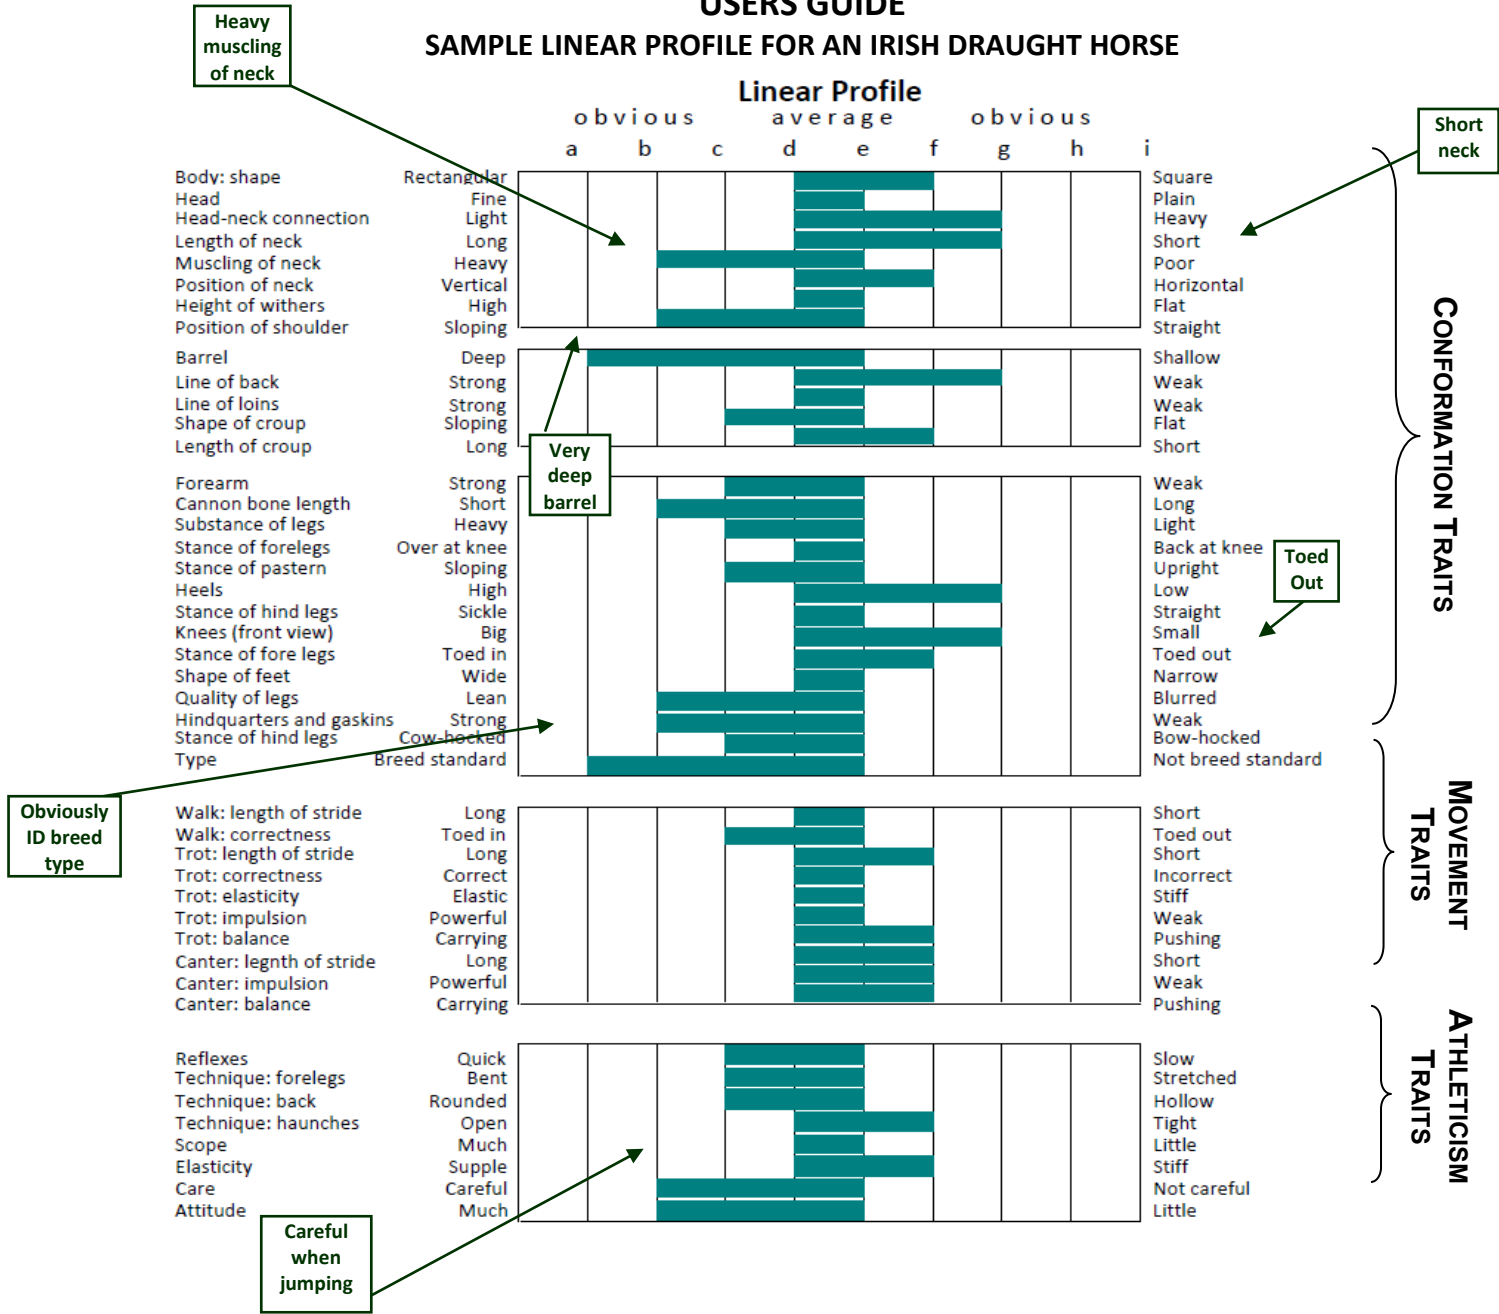 USERS GUIDE
SAMPLE LINEAR PROFILE FOR AN IRISH DRAUGHT HORSE
Heavy
muscling
of neck
Linear Profile
obvious average obvious
a b c d e f g h i
Short
neck
Body: shape Rectangular Square
Head Fine Plain
Head-neck connection Light Heavy
Length of neck Long Short
Muscling of neck Heavy Poor
Position of neck Vertical Horizontal
Height of withers High Flat
Position of shoulder Sloping Straight
Barrel Deep Shallow
Line of back Strong Weak
Line of loins Strong Weak
Shape of croup Sloping Flat
Length of croup Long Short
Very
deep
barrel
Forearm Strong Weak
Cannon bone length Short Long
Substance of legs Heavy Light
Stance of forelegs Over at knee Back at knee
Stance of pastern Sloping Upright
Heels High Low
Stance of hind legs Sickle Straight
Knees (front view) Big Small
Stance of fore legs Toed in Toed out
Shape of feet Wide Narrow
Quality of legs Lean Blurred
Hindquarters and gaskins Strong Weak
Stance of hind legs Cow-hocked Bow-hocked
Type Breed standard Not breed standard
Toed
Out
CONFORMATION TRAITS
Obviously
ID breed
type
Walk: length of stride Long Short
Walk: correctness Toed in Toed out
Trot: length of stride Long Short
Trot: correctness Correct Incorrect
Trot: elasticity Elastic Stiff
Trot: impulsion Powerful Weak
Trot: balance Carrying Pushing
Canter: legnth of stride Long Short
Canter: impulsion Powerful Weak
Canter: balance Carrying Pushing
MOVEMENT
TRAITS
Reflexes Quick Slow
Technique: forelegs Bent Stretched
Technique: back Rounded Hollow
Technique: haunches Open Tight
Scope Much Little
Elasticity Supple Stiff
Care Careful Not careful
Attitude Much Little
ATHLETICISM
TRAITS
Careful
when
jumping